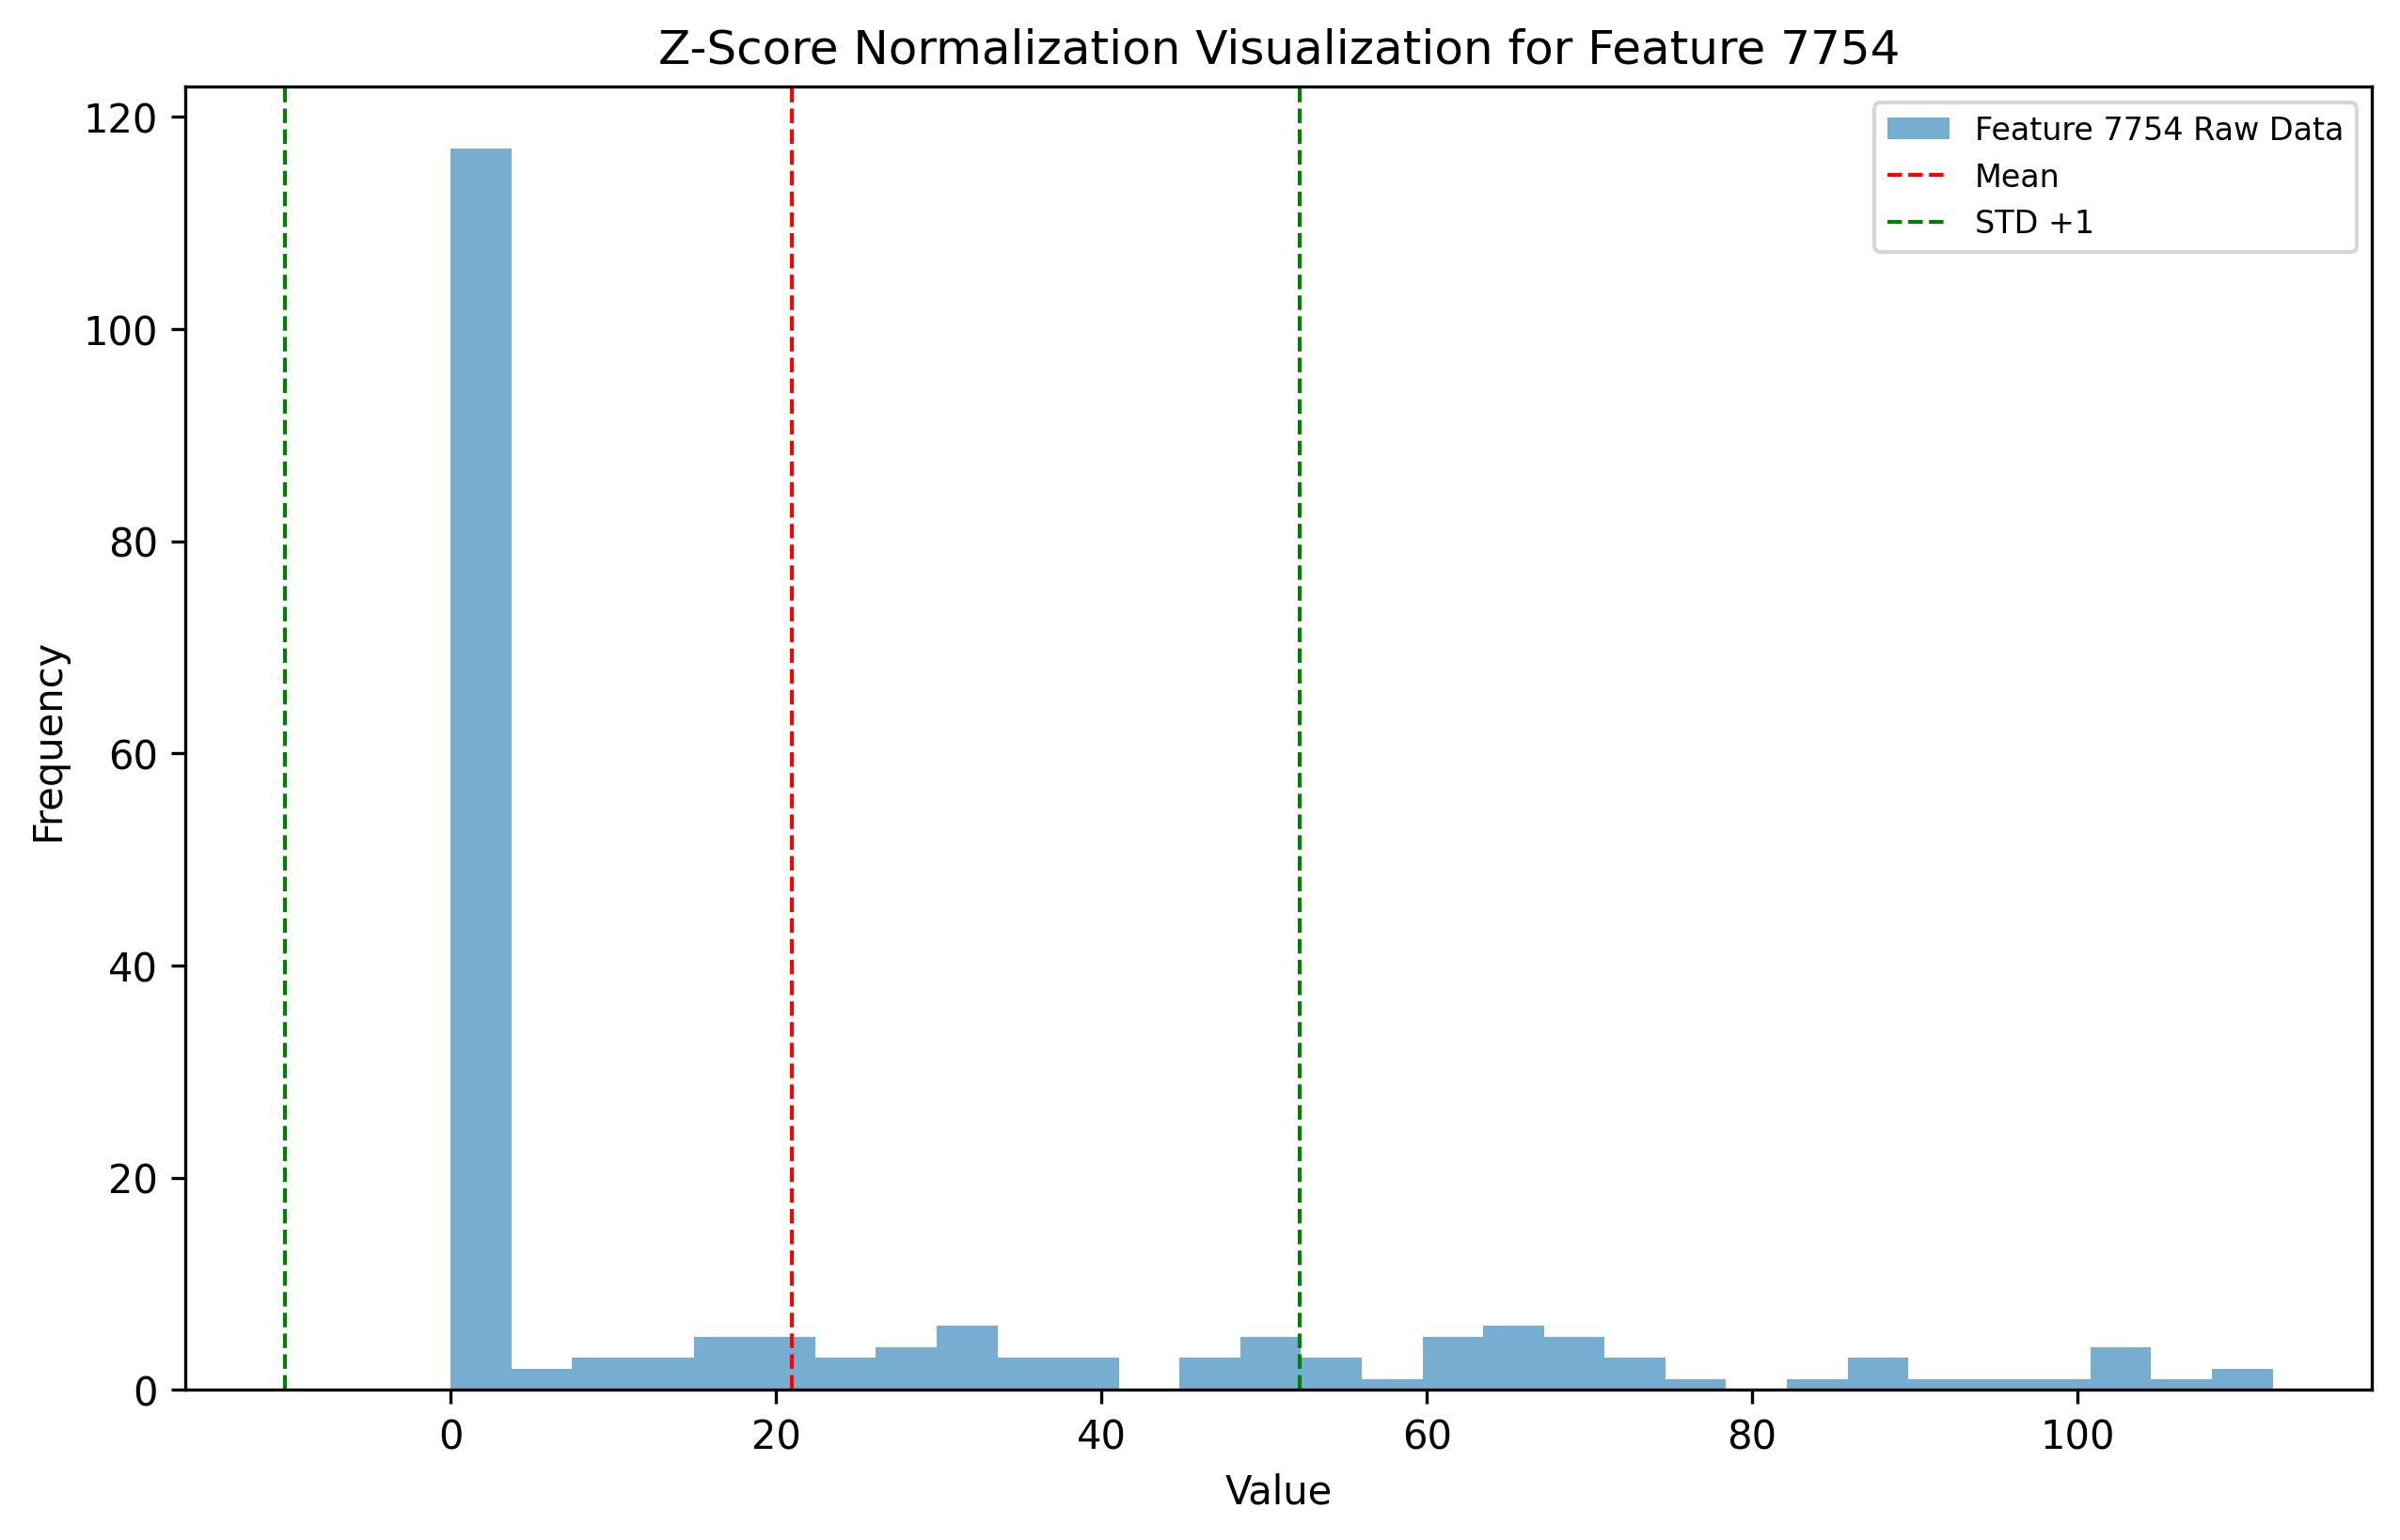 Z-Score Normalization Visualization for Feature 7754
Feature 7754 Raw Data
Mean
STD +1
120
100
80
60
40
20
0
Frequency
0 20 40 60 80 100
Value